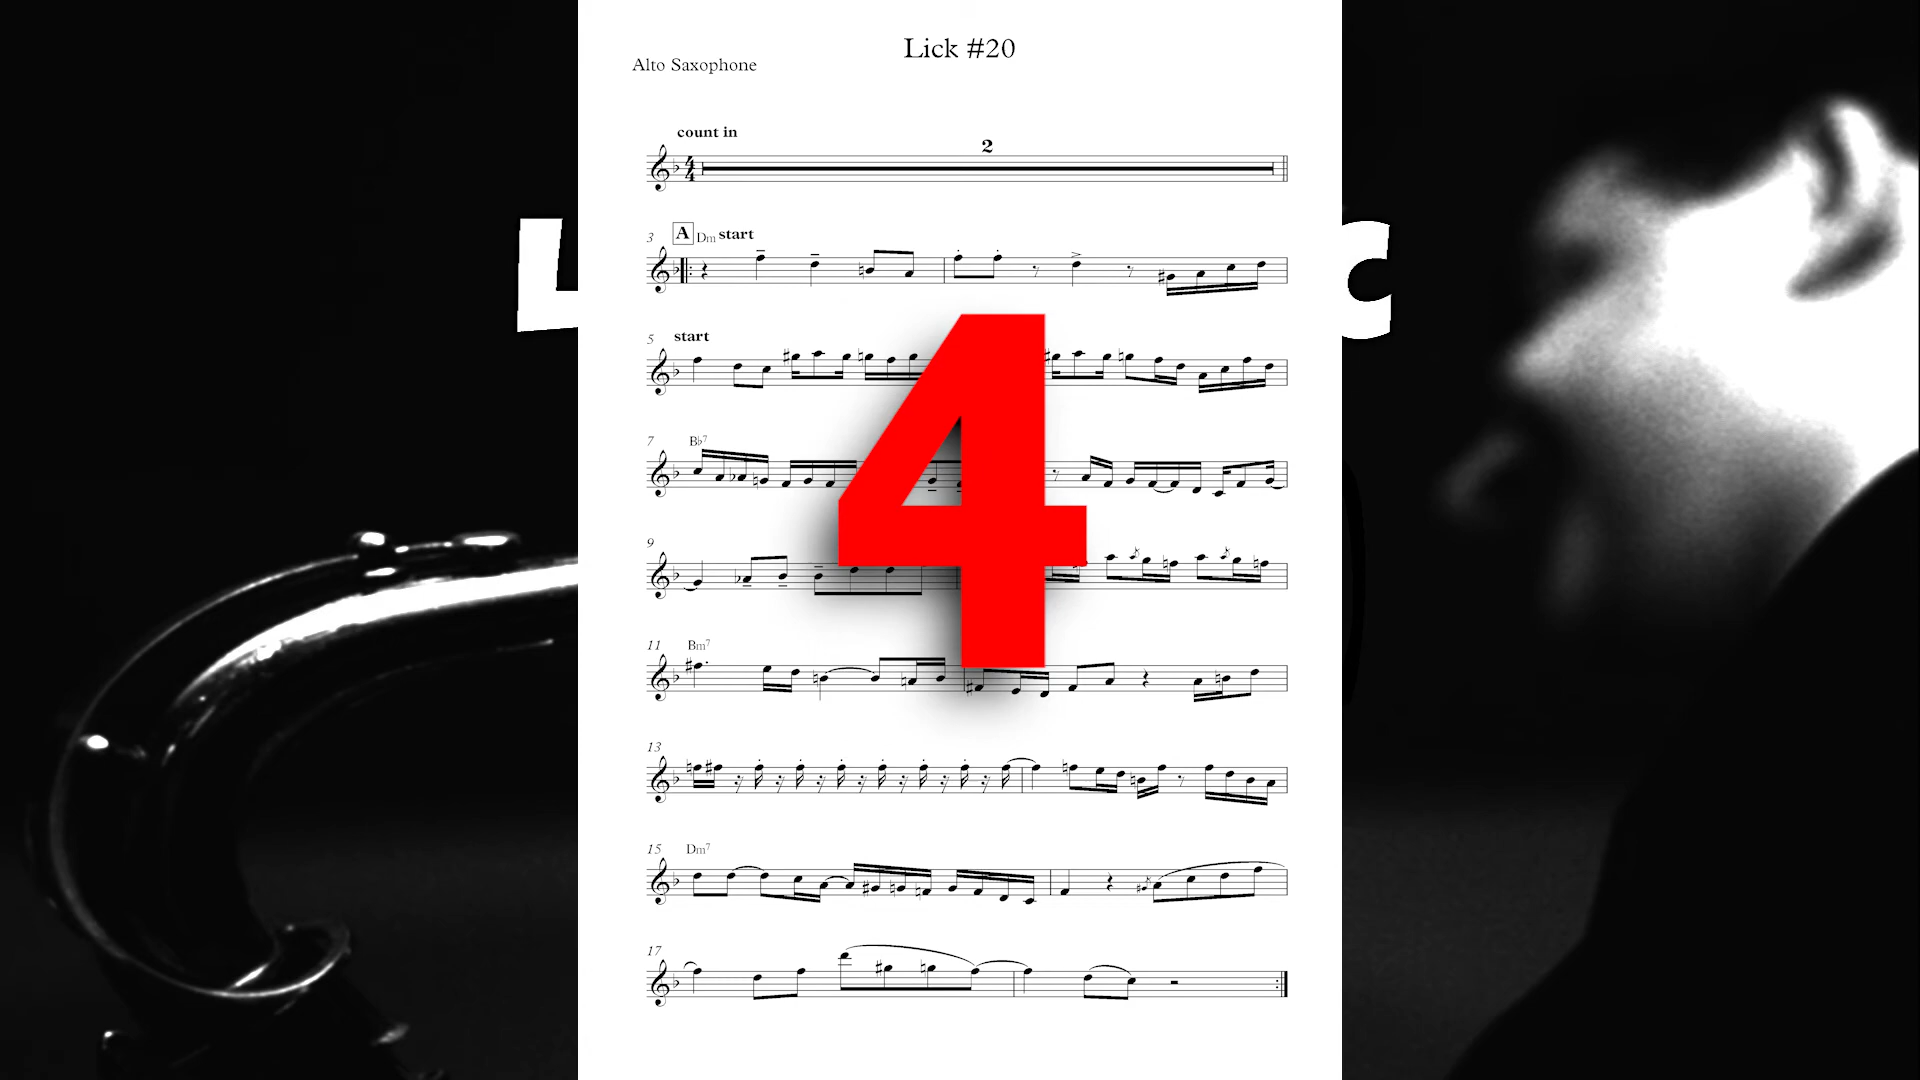 Lick #20
Alto Saxophone
count in
2
3 A Dm start
5 start
7 B♭7
9
11 Bm7
13
15 Dm7
17
4
L C